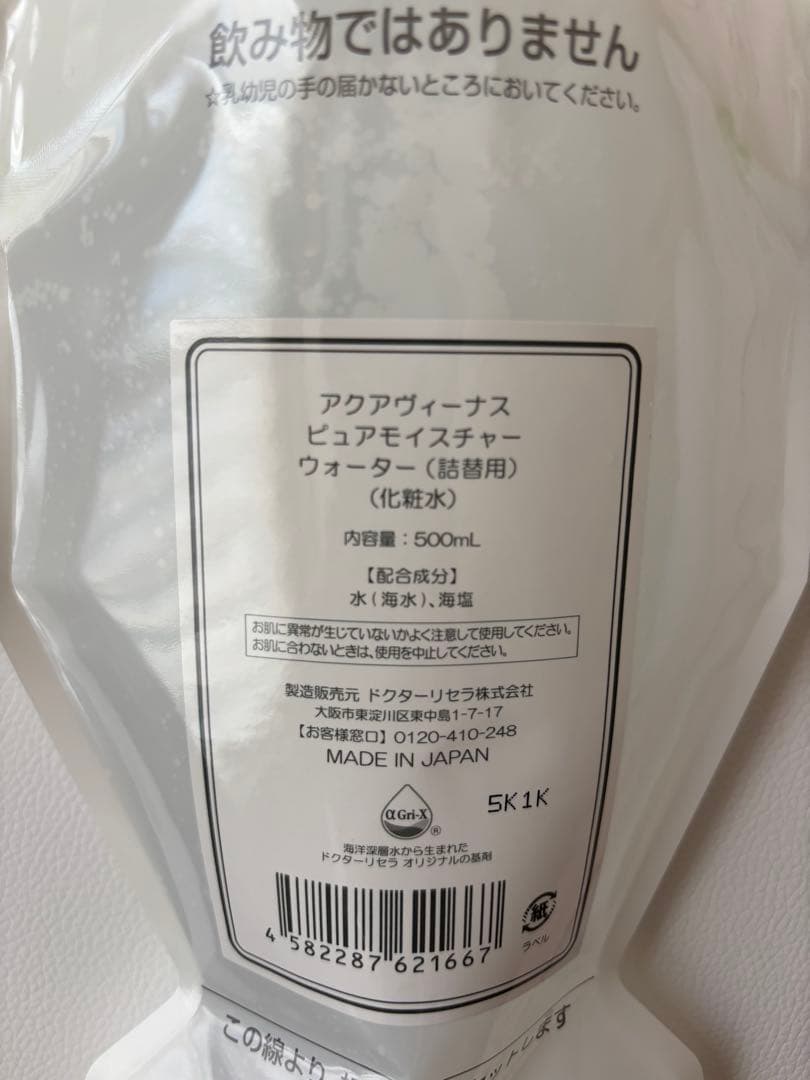 飲み物ではありません
☆乳幼児の手の届かないところにおいてください。
アクアヴィーナス
ピュアモイスチャー
ウォーター(詰替用)
(化粧水)
内容量:500mL
【配合成分】
水(海水)、海塩
お肌に異常が生じていないかよく注意して使用してください。
お肌に合わないときは、使用を中止してください。
製造販売元 ドクターリセラ株式会社
大阪市東淀川区東中島1-7-17
【お客様窓口】0120-410-248
MADE IN JAPAN
5K1K
αGri-X®
海洋深層水から生まれた
ドクターリセラ オリジナルの基剤
4 582287 621667
紙
ラベル
この線より
ットします